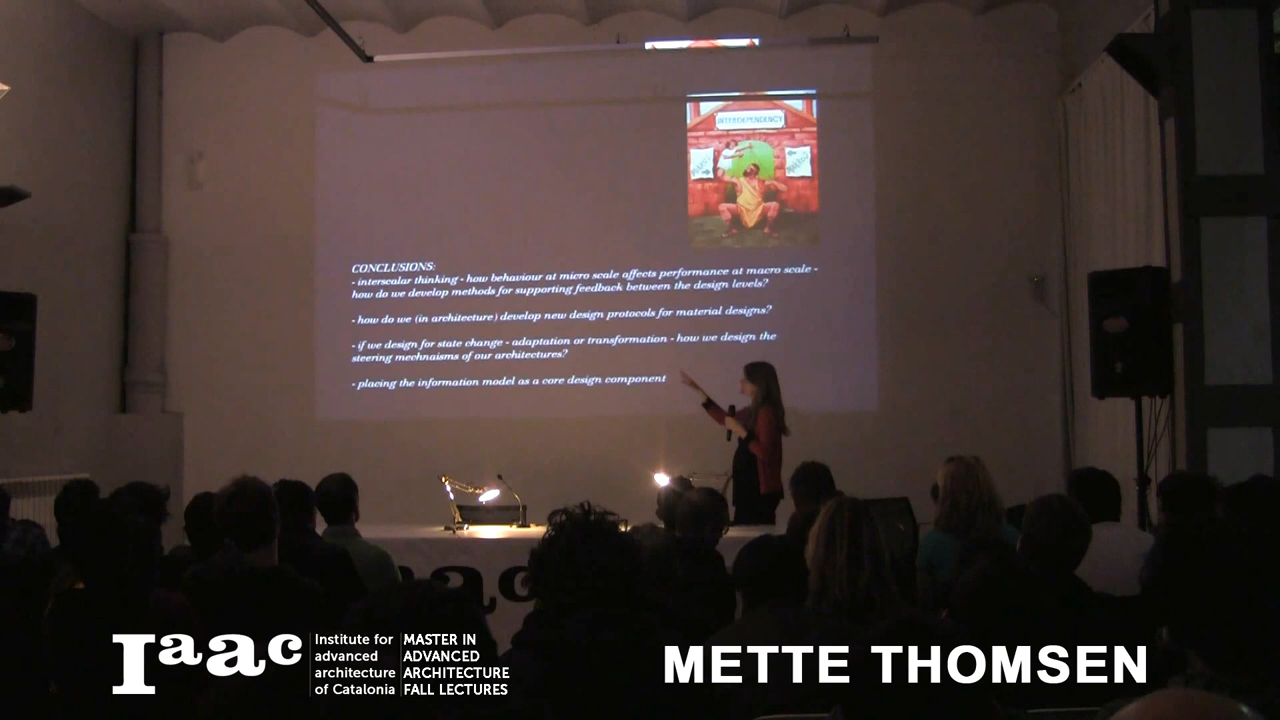 INTERDEPENDENCY
CONCLUSIONS:
- interscalar thinking - how behaviour at micro scale affects performance at macro scale -
how do we develop methods for supporting feedback between the design levels?
- how do we (in architecture) develop new design protocols for material designs?
- if we design for state change - adaptation or transformation - how we design the
steering mechnaisms of our architectures?
- placing the information model as a core design component
Iaac
Institute for
advanced
architecture
of Catalonia
MASTER IN
ADVANCED
ARCHITECTURE
FALL LECTURES
METTE THOMSEN